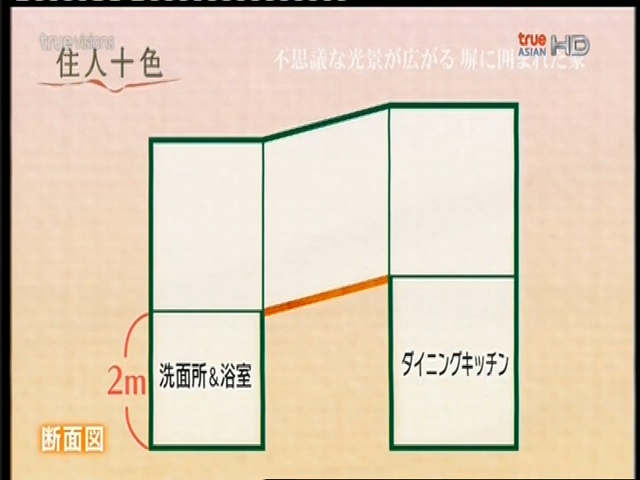 truevisions
住人十色
不思議な光景が広がる 塀に囲まれた家
true
ASIAN HD
2m
洗面所&浴室
ダイニングキッチン
断面図